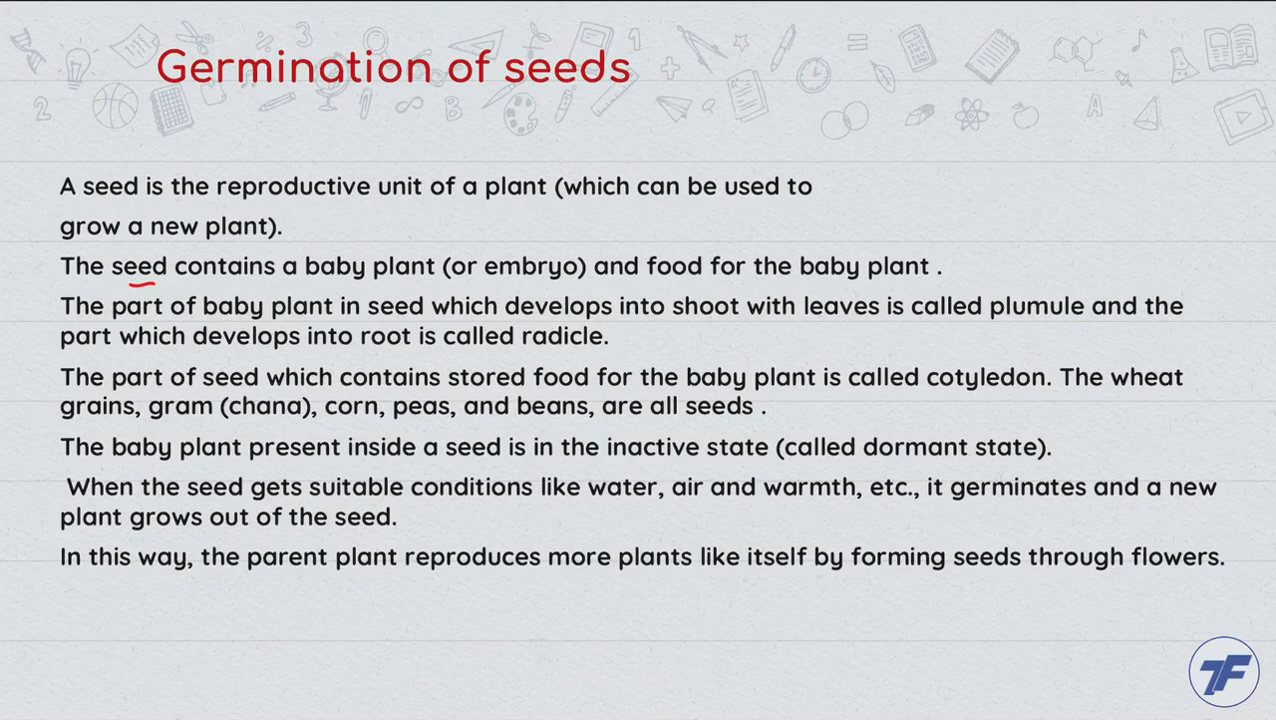 Germination of seeds
A seed is the reproductive unit of a plant (which can be used to
grow a new plant).
The seed contains a baby plant (or embryo) and food for the baby plant .
The part of baby plant in seed which develops into shoot with leaves is called plumule and the
part which develops into root is called radicle.
The part of seed which contains stored food for the baby plant is called cotyledon. The wheat
grains, gram (chana), corn, peas, and beans, are all seeds .
The baby plant present inside a seed is in the inactive state (called dormant state).
When the seed gets suitable conditions like water, air and warmth, etc., it germinates and a new
plant grows out of the seed.
In this way, the parent plant reproduces more plants like itself by forming seeds through flowers.
7F